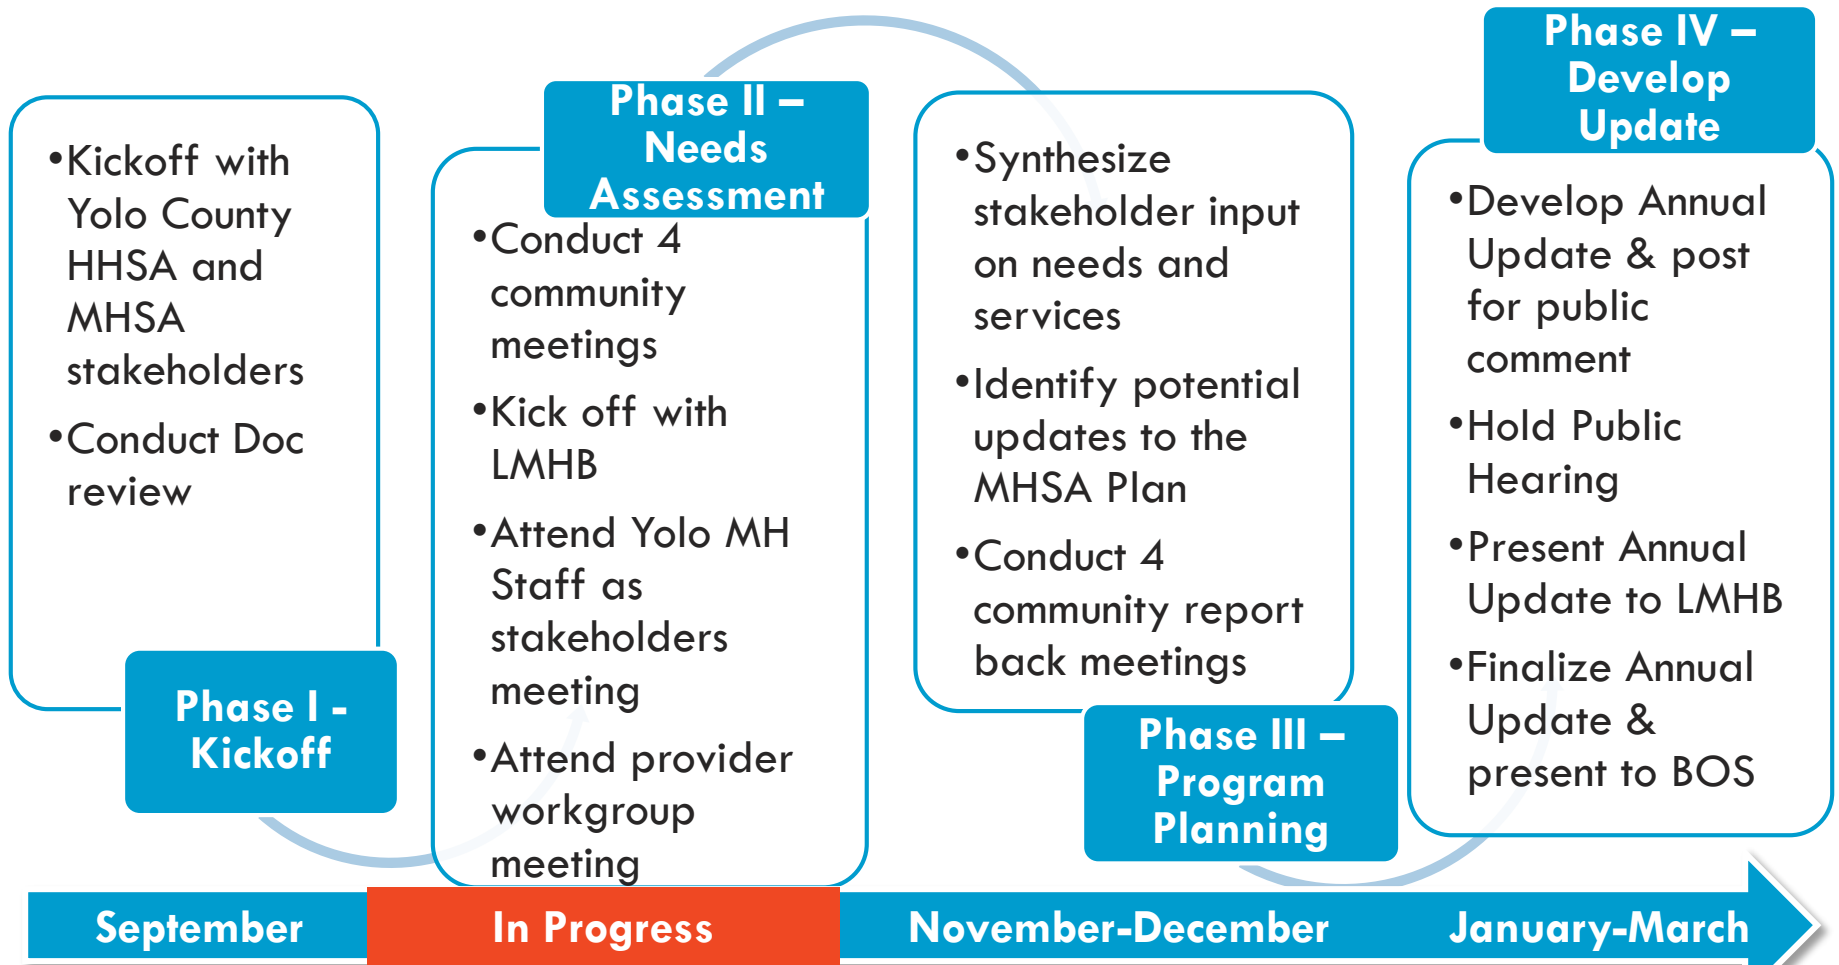 •Kickoff with
Yolo County
HHSA and
MHSA
stakeholders
•Conduct Doc
review
Phase I -
Kickoff
Phase II –
Needs
Assessment
•Conduct 4
community
meetings
•Kick off with
LMHB
•Attend Yolo MH
Staff as
stakeholders
meeting
•Attend provider
workgroup
meeting
•Synthesize
stakeholder input
on needs and
services
•Identify potential
updates to the
MHSA Plan
•Conduct 4
community report
back meetings
Phase III –
Program
Planning
Phase IV –
Develop
Update
•Develop Annual
Update & post
for public
comment
•Hold Public
Hearing
•Present Annual
Update to LMHB
•Finalize Annual
Update &
present to BOS
September
In Progress
November-December
January-March